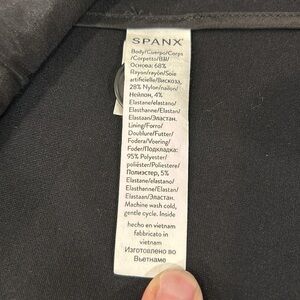 SPANX
Body/Cuerpo/Corps
/Corpetto/Bāl/
Основа: 68%
Rayon/rayón/Soie
artificielle/Вискоза,
28% Nylon/nailon/
Нейлон, 4%
Elastane/elastano/
Elasthanne/Elastan/
Elastaan/Эластан.
Lining/Forro/
Doublure/Futter/
Fodera/Voering/
Foder/Подкладка:
95% Polyester/
poliéster/Poliestere/
Полиэстер, 5%
Elastane/elastano/
Elasthanne/Elastan/
Elastaan/Эластан.
Machine wash cold,
gentle cycle. Inside
hecho en vietnam
fabbricato in
vietnam
Изготовлено во
Вьетнаме